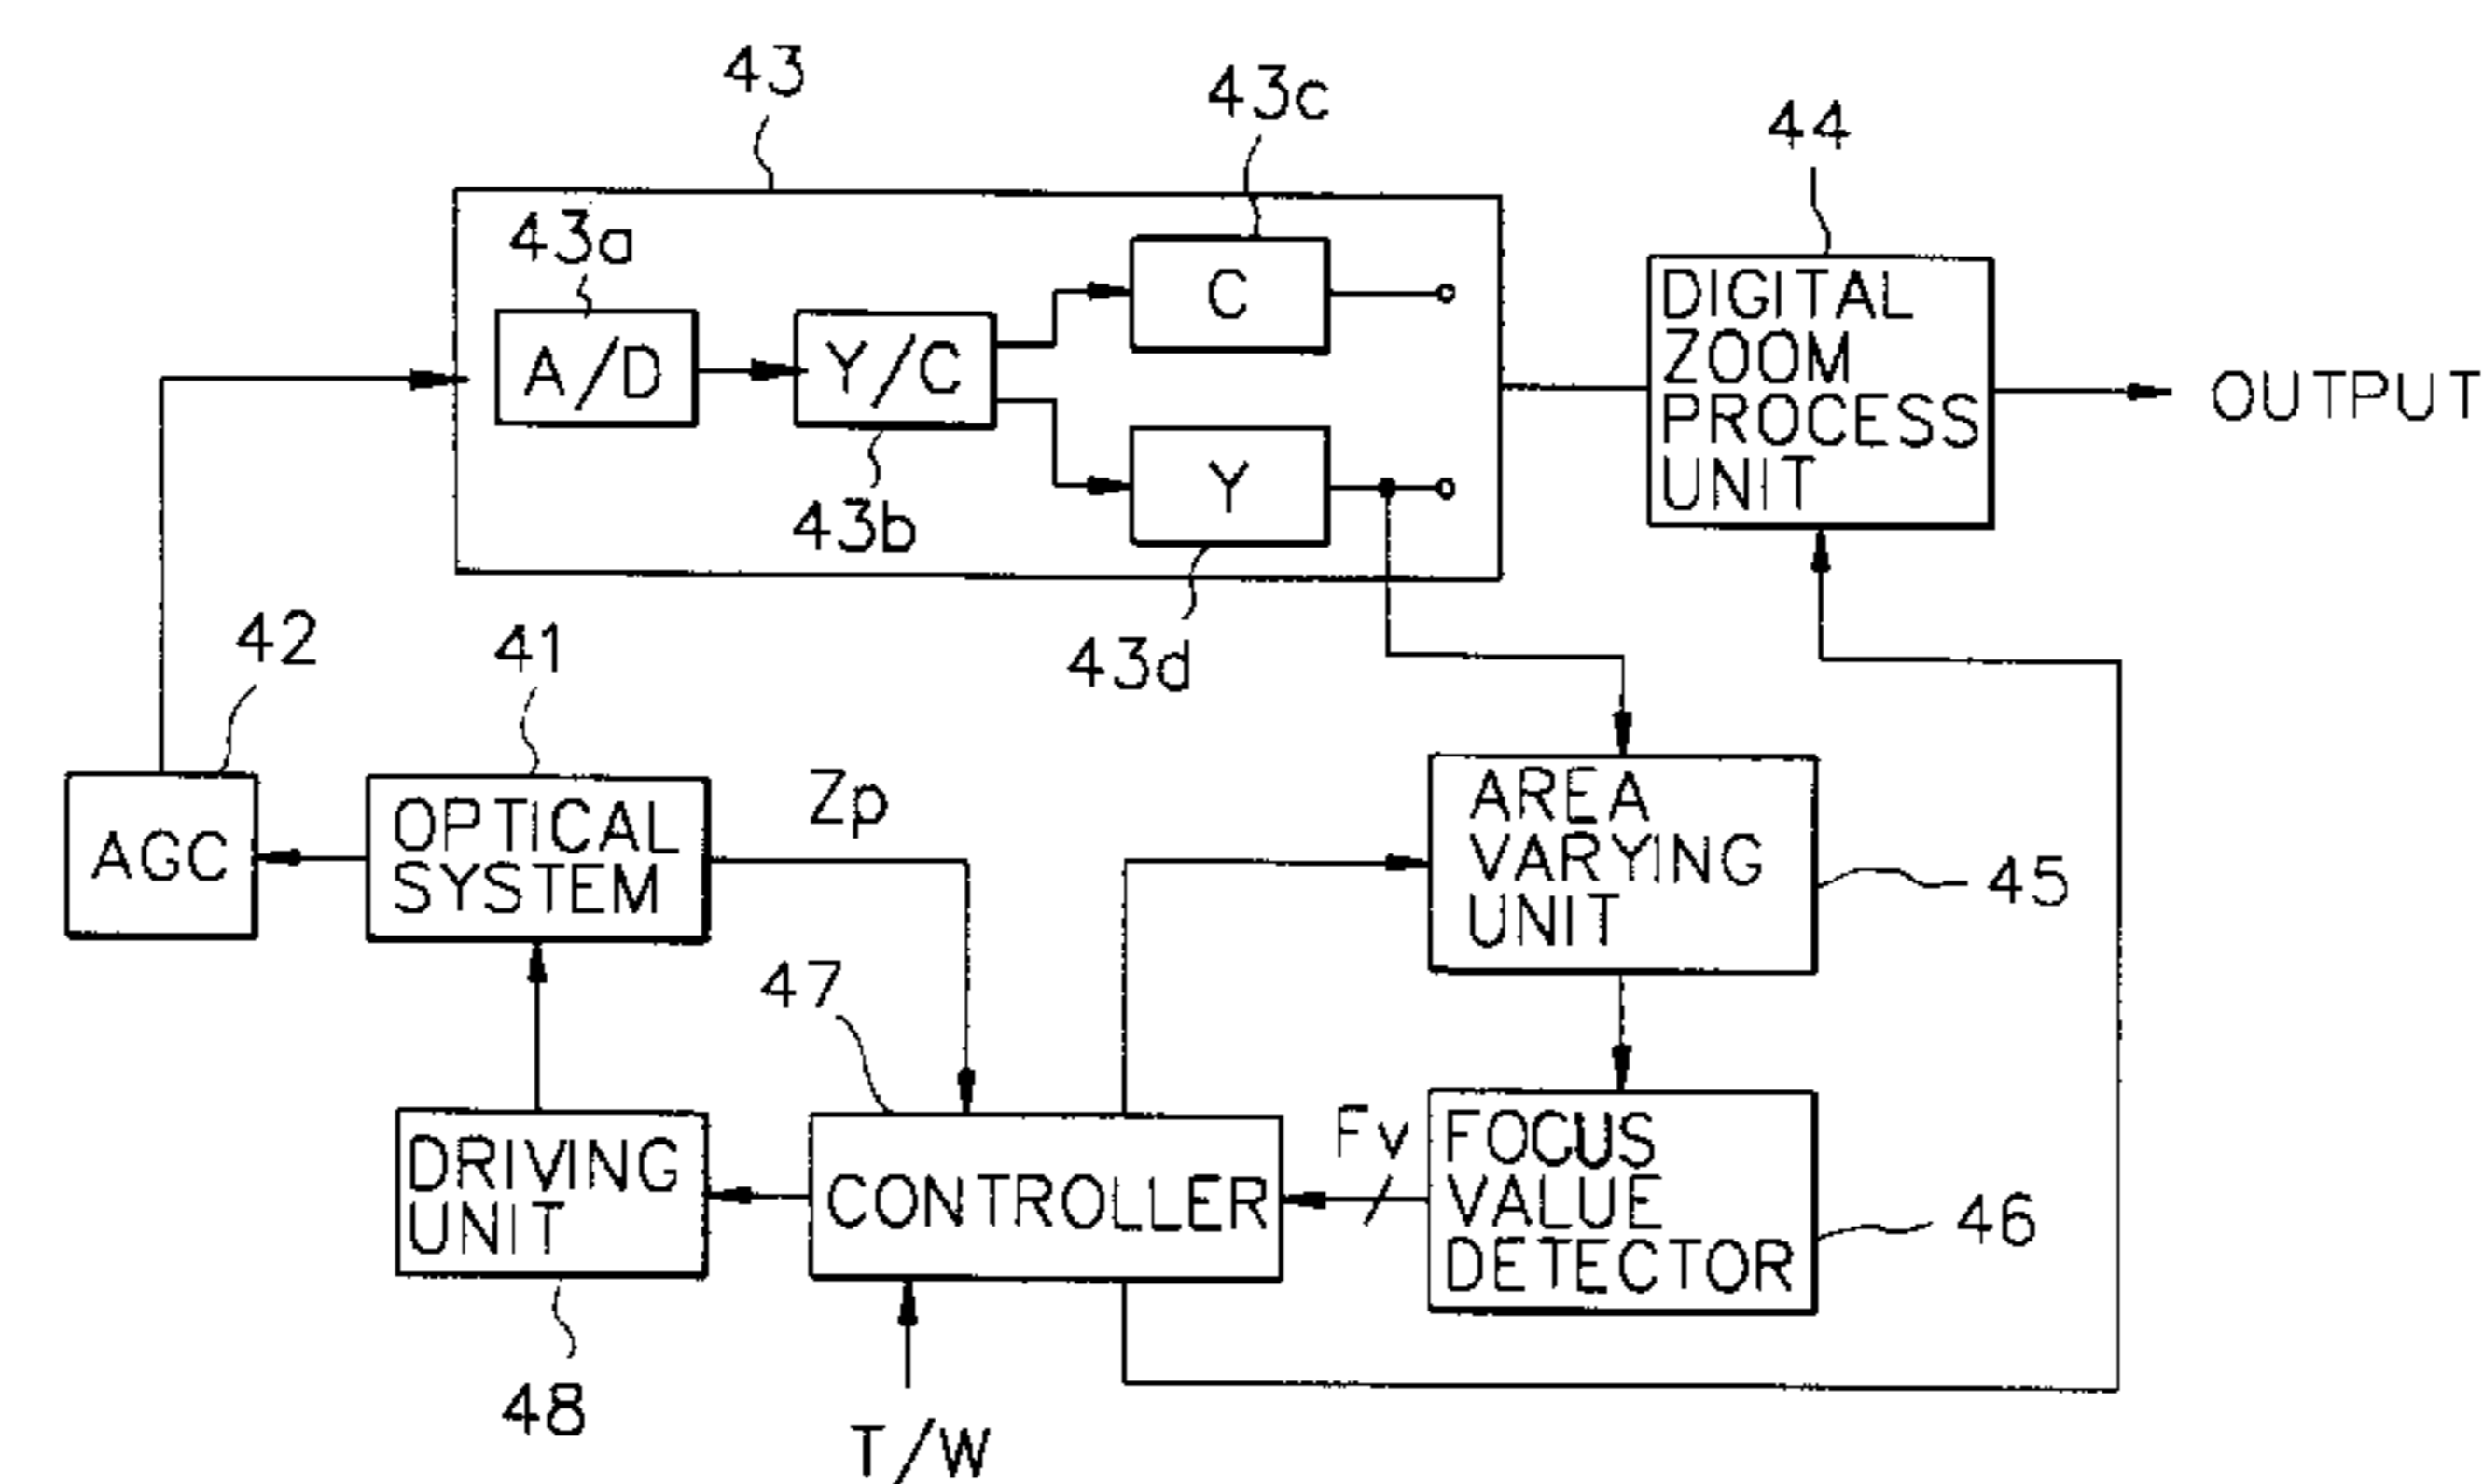 43
43c
44
43a
C
DIGITAL
ZOOM
PROCESS
UNIT
A/D
Y/C
OUTPUT
Y
43b
42
41
43d
AGC
OPTICAL
SYSTEM
Zp
AREA
VARYING
UNIT
45
47
DRIVING
UNIT
CONTROLLER
Fv
FOCUS
VALUE
DETECTOR
46
48
T/W